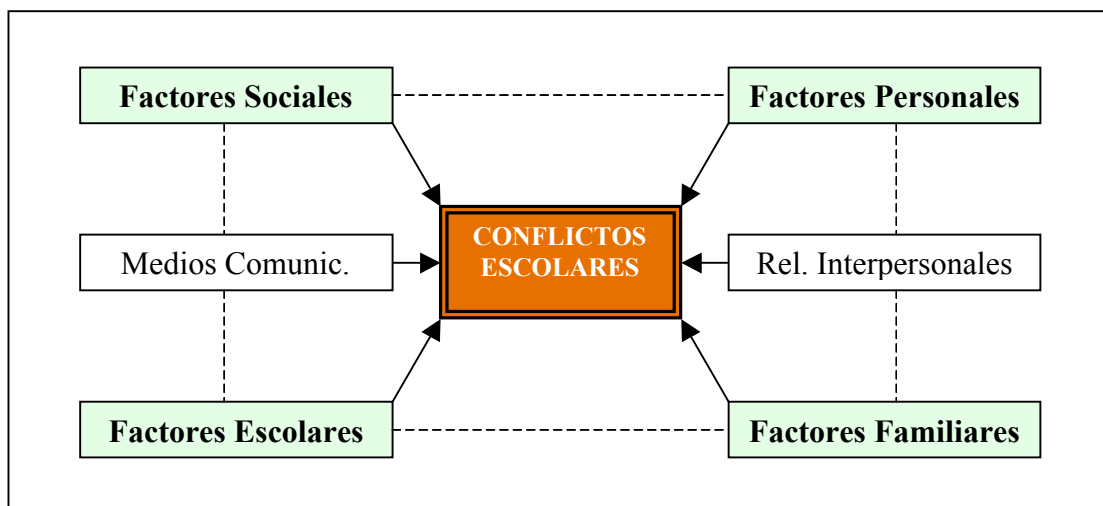 Factores Sociales
Factores Personales
CONFLICTOS
ESCOLARES
Medios Comunic.
Rel. Interpersonales
Factores Escolares
Factores Familiares